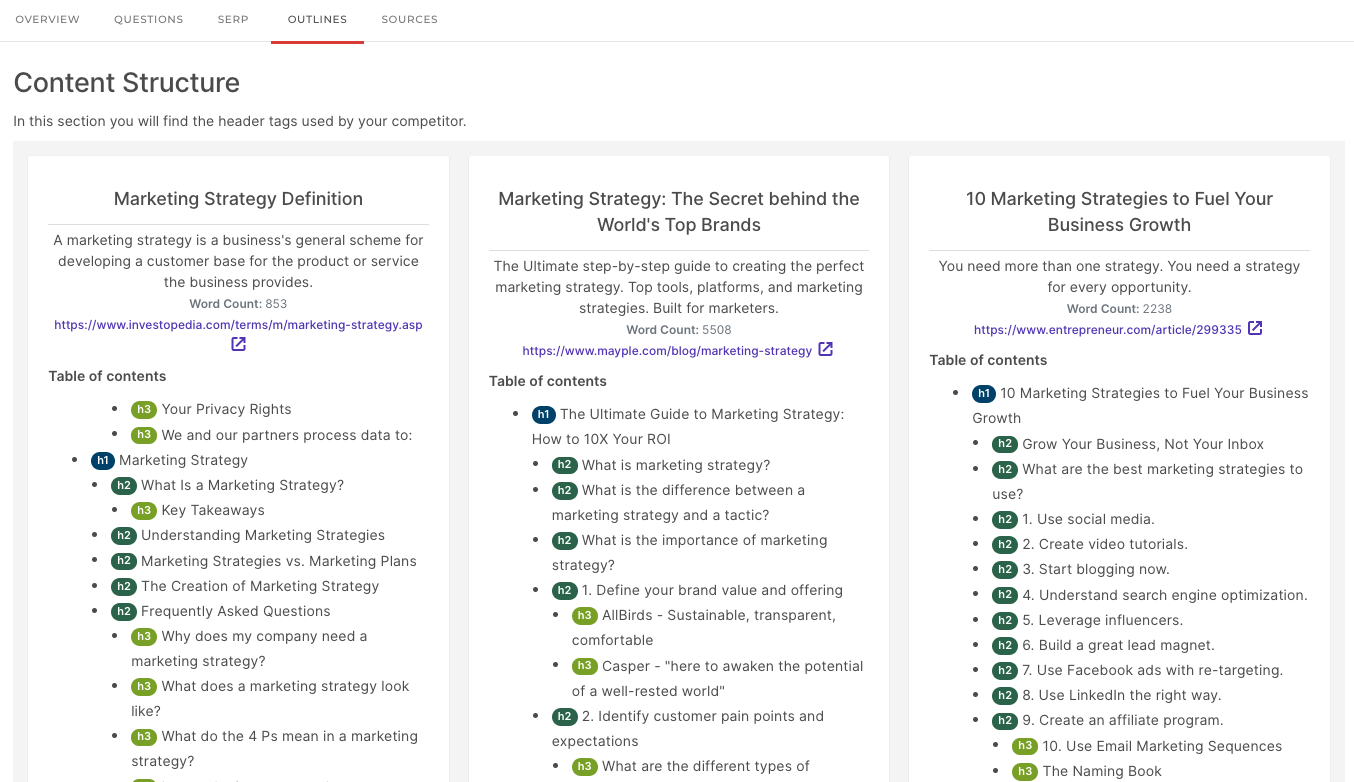 OVERVIEW QUESTIONS SERP OUTLINES SOURCES
Content Structure
In this section you will find the header tags used by your competitor.
Marketing Strategy Definition
A marketing strategy is a business's general scheme for
developing a customer base for the product or service
the business provides.
Word Count: 853
https://www.investopedia.com/terms/m/marketing-strategy.asp
Table of contents
h3 Your Privacy Rights
h3 We and our partners process data to:
h1 Marketing Strategy
h2 What Is a Marketing Strategy?
h3 Key Takeaways
h2 Understanding Marketing Strategies
h2 Marketing Strategies vs. Marketing Plans
h2 The Creation of Marketing Strategy
h2 Frequently Asked Questions
h3 Why does my company need a
marketing strategy?
h3 What does a marketing strategy look
like?
h3 What do the 4 Ps mean in a marketing
strategy?
Marketing Strategy: The Secret behind the
World's Top Brands
The Ultimate step-by-step guide to creating the perfect
marketing strategy. Top tools, platforms, and marketing
strategies. Built for marketers.
Word Count: 5508
https://www.mayple.com/blog/marketing-strategy
Table of contents
h1 The Ultimate Guide to Marketing Strategy:
How to 10X Your ROI
h2 What is marketing strategy?
h2 What is the difference between a
marketing strategy and a tactic?
h2 What is the importance of marketing
strategy?
h2 1. Define your brand value and offering
h3 AllBirds - Sustainable, transparent,
comfortable
h3 Casper - "here to awaken the potential
of a well-rested world"
h2 2. Identify customer pain points and
expectations
h3 What are the different types of
10 Marketing Strategies to Fuel Your
Business Growth
You need more than one strategy. You need a strategy
for every opportunity.
Word Count: 2238
https://www.entrepreneur.com/article/299335
Table of contents
h1 10 Marketing Strategies to Fuel Your Business
Growth
h2 Grow Your Business, Not Your Inbox
h2 What are the best marketing strategies to
use?
h2 1. Use social media.
h2 2. Create video tutorials.
h2 3. Start blogging now.
h2 4. Understand search engine optimization.
h2 5. Leverage influencers.
h2 6. Build a great lead magnet.
h2 7. Use Facebook ads with re-targeting.
h2 8. Use LinkedIn the right way.
h2 9. Create an affiliate program.
h3 10. Use Email Marketing Sequences
h3 The Naming Book